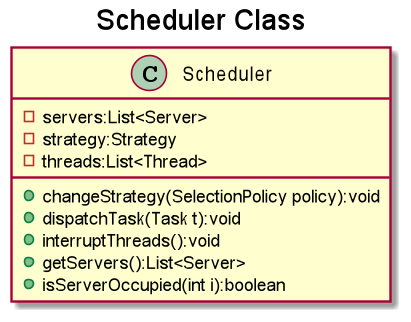 Scheduler Class
C Scheduler
servers:List<Server>
strategy:Strategy
threads:List<Thread>
changeStrategy(SelectionPolicy policy):void
dispatchTask(Task t):void
interruptThreads():void
getServers():List<Server>
isServerOccupied(int i):boolean